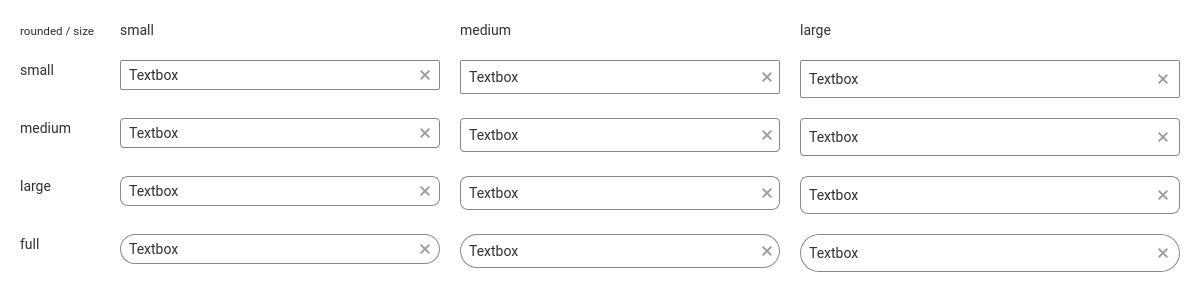 rounded / size small medium large
small Textbox Textbox Textbox
medium Textbox Textbox Textbox
large Textbox Textbox Textbox
full Textbox Textbox Textbox